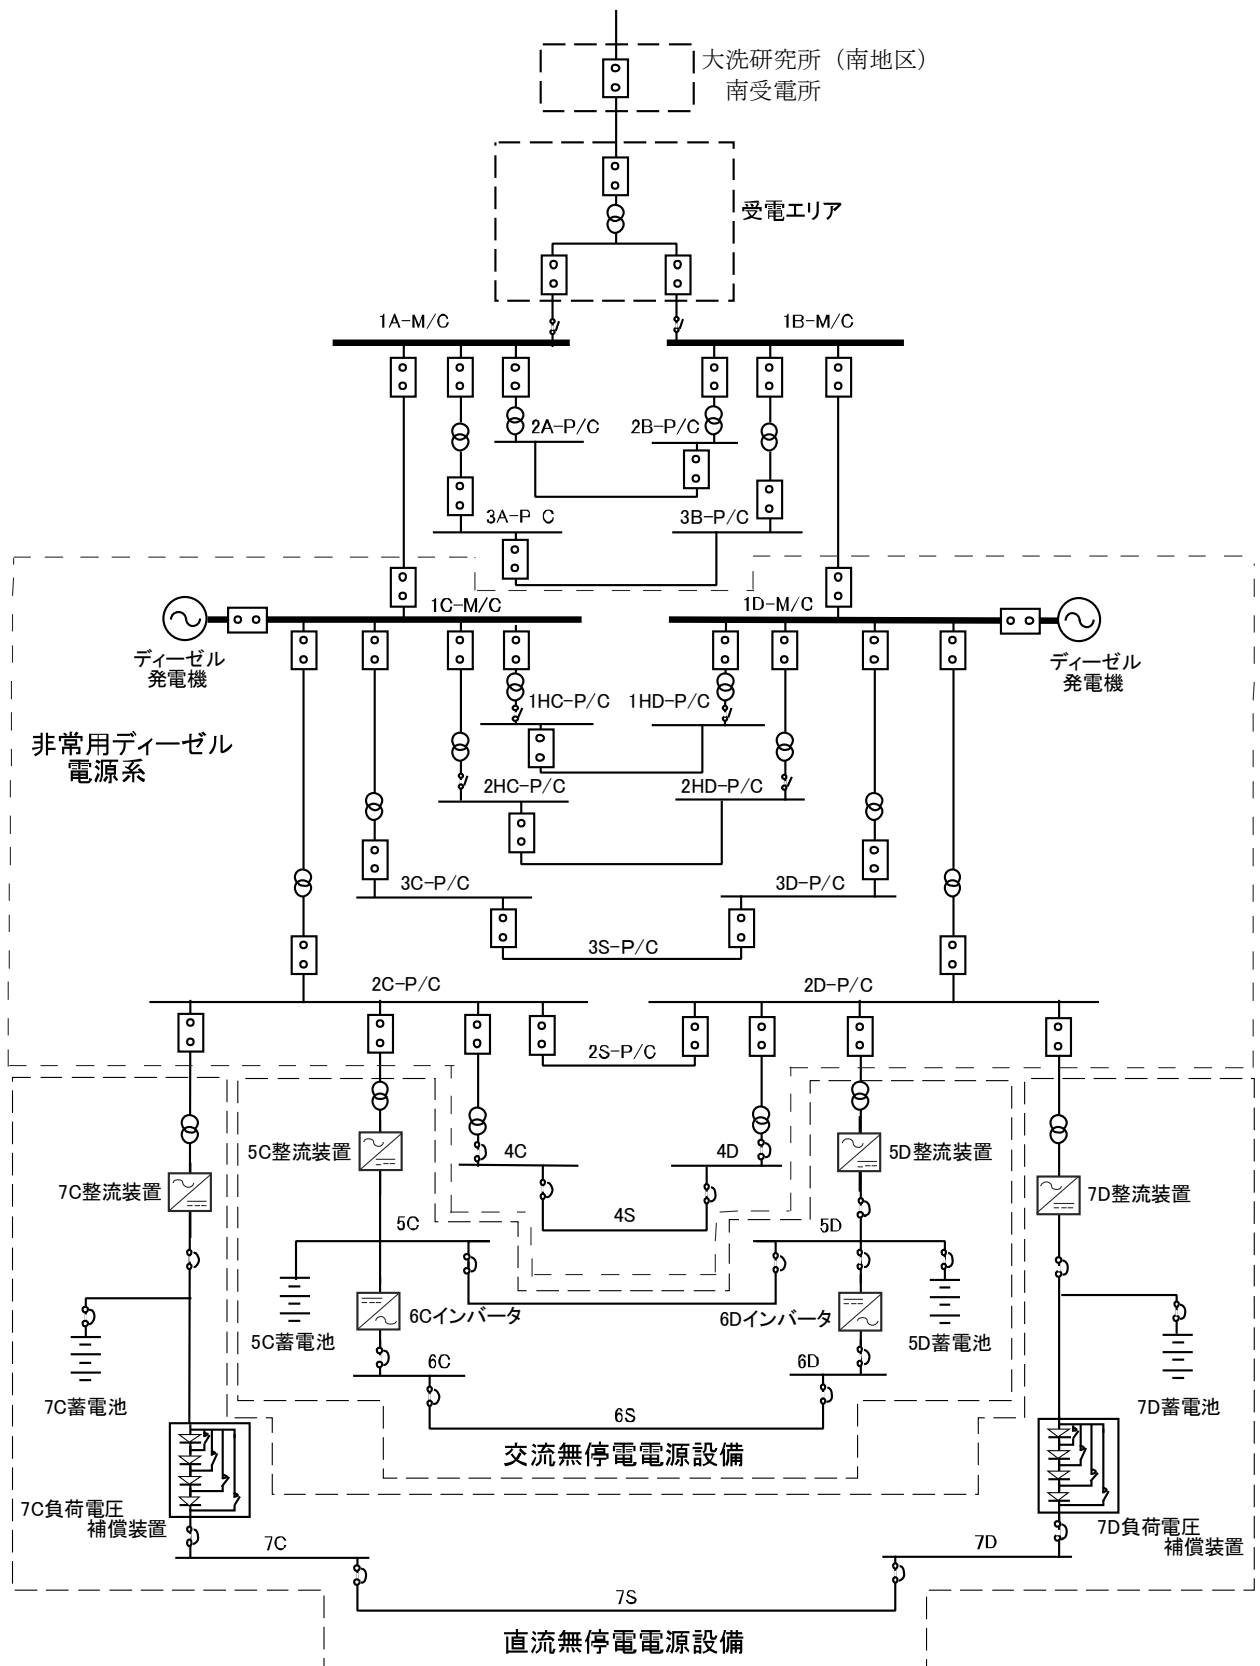 大洗研究所（南地区）
南受電所
受電エリア
1A-M/C
1B-M/C
2A-P/C
2B-P/C
3A-P C
3B-P/C
1C-M/C
1D-M/C
ディーゼル
発電機
ディーゼル
発電機
1HC-P/C
1HD-P/C
非常用ディーゼル
電源系
2HC-P/C
2HD-P/C
3C-P/C
3D-P/C
3S-P/C
2C-P/C
2D-P/C
2S-P/C
5C整流装置
4C
4D
5D整流装置
7C整流装置
7D整流装置
4S
5C
5D
6Cインバータ
6Dインバータ
5C蓄電池
5D蓄電池
6C
6D
7C蓄電池
7D蓄電池
6S
交流無停電電源設備
7C負荷電圧
補償装置
7D負荷電圧
補償装置
7C
7D
7S
直流無停電電源設備